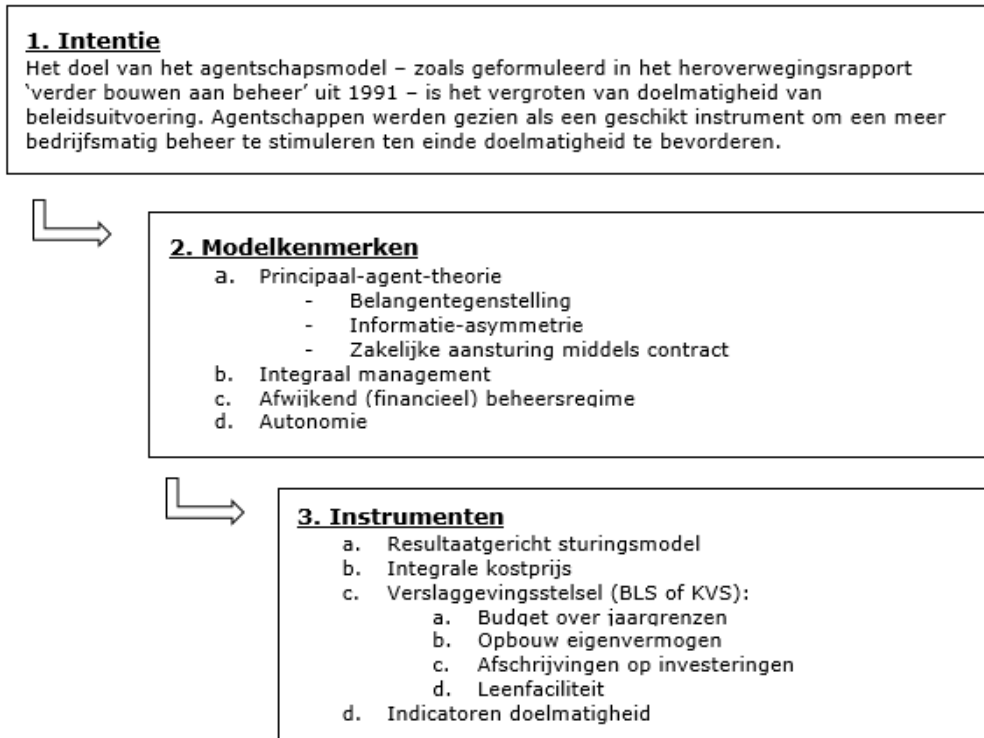 1. Intentie
Het doel van het agentschapsmodel – zoals geformuleerd in het heroverwegingsrapport
‘verder bouwen aan beheer’ uit 1991 – is het vergroten van doelmatigheid van
beleidsuitvoering. Agentschappen werden gezien als een geschikt instrument om een meer
bedrijfsmatig beheer te stimuleren ten einde doelmatigheid te bevorderen.
2. Modelkenmerken
a. Principaal-agent-theorie
- Belangentegenstelling
- Informatie-asymmetrie
- Zakelijke aansturing middels contract
b. Integraal management
c. Afwijkend (financieel) beheersregime
d. Autonomie
3. Instrumenten
a. Resultaatgericht sturingsmodel
b. Integrale kostprijs
c. Verslaggevingsstelsel (BLS of KVS):
a. Budget over jaargrenzen
b. Opbouw eigenvermogen
c. Afschrijvingen op investeringen
d. Leenfaciliteit
d. Indicatoren doelmatigheid